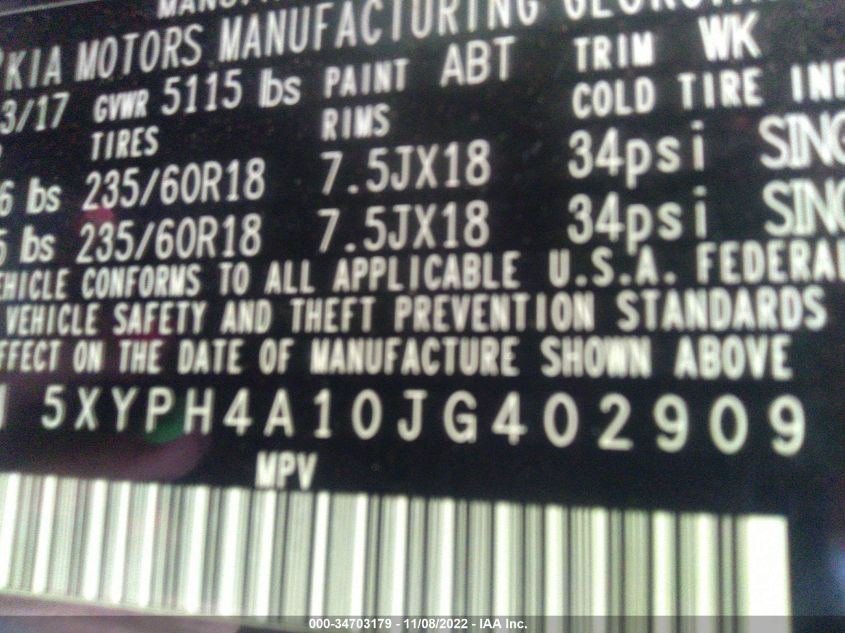 KIA MOTORS MANUFACTURING
3/17 GVWR 5115 lbs PAINT ABT TRIM WK
TIRES RIMS COLD TIRE
6 lbs 235/60R18 7.5JX18 34psi
5 lbs 235/60R18 7.5JX18 34psi
CONFORMS TO ALL APPLICABLE U.S.A. FEDERAL
VEHICLE SAFETY AND THEFT PREVENTION STANDARDS
ON THE DATE OF MANUFACTURE SHOWN ABOVE
5XYPH4A10JG402909
MPV
000-34703179 - 11/08/2022 - IAA Inc.